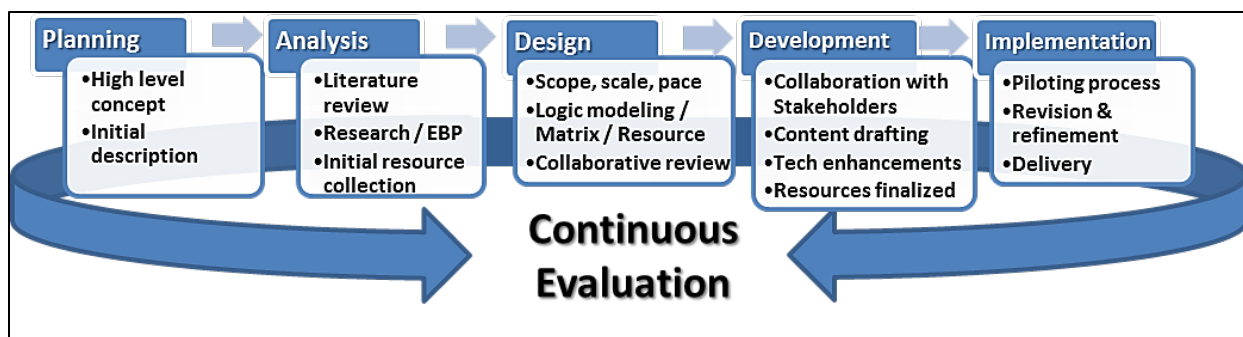 Planning
•High level
concept
•Initial
description
Analysis
•Literature
review
•Research / EBP
•Initial resource
collection
Design
•Scope, scale, pace
•Logic modeling /
Matrix / Resource
•Collaborative review
Development
•Collaboration with
Stakeholders
•Content drafting
•Tech enhancements
•Resources finalized
Implementation
•Piloting process
•Revision &
refinement
•Delivery
Continuous
Evaluation